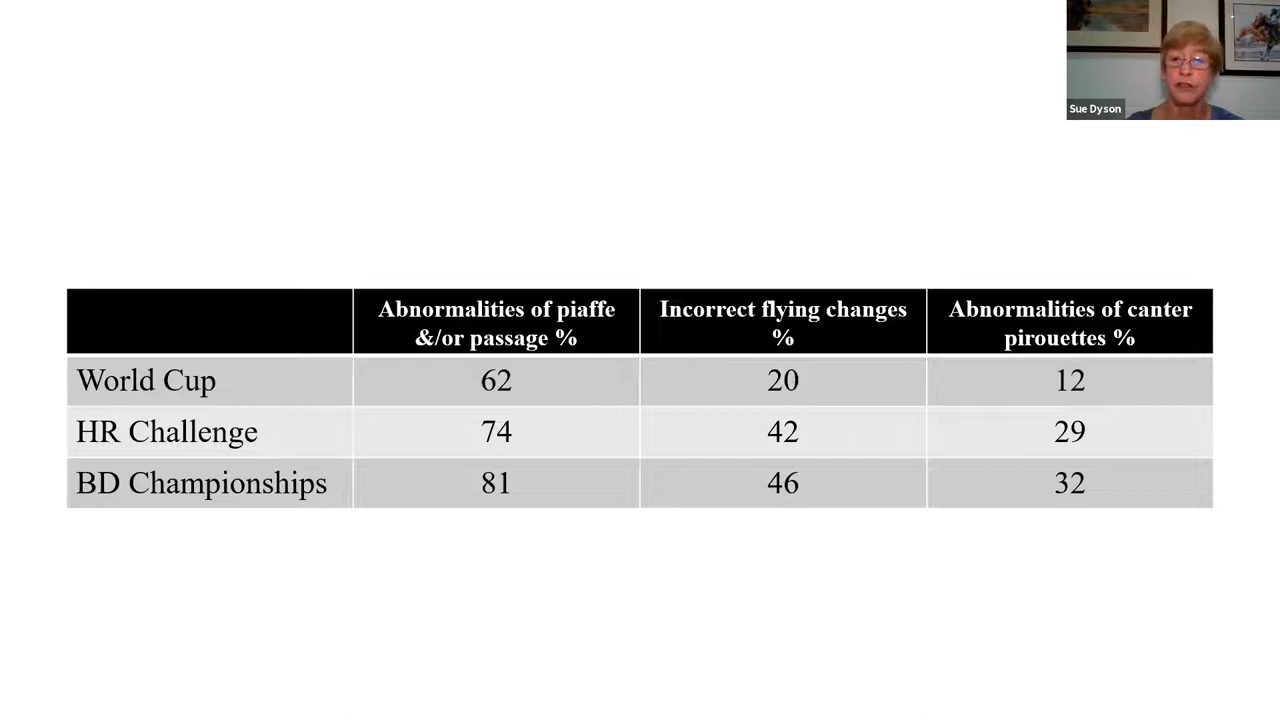 Sue Dyson
Abnormalities of piaffe
&/or passage %
Incorrect flying changes
%
Abnormalities of canter
pirouettes %
World Cup 62 20 12
HR Challenge 74 42 29
BD Championships 81 46 32